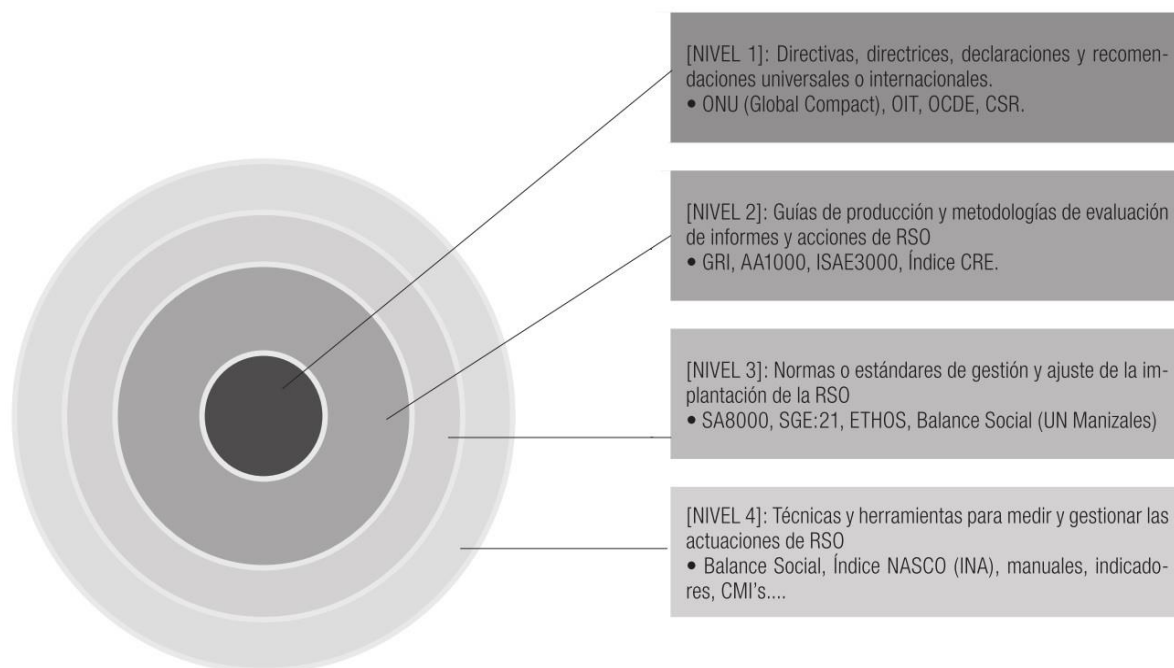 [NIVEL 1]: Directivas, directrices, declaraciones y recomen-
daciones universales o internacionales.
• ONU (Global Compact), OIT, OCDE, CSR.
[NIVEL 2]: Guías de producción y metodologías de evaluación
de informes y acciones de RSO
• GRI, AA1000, ISAE3000, Índice CRE.
[NIVEL 3]: Normas o estándares de gestión y ajuste de la im-
plantación de la RSO
• SA8000, SGE:21, ETHOS, Balance Social (UN Manizales)
[NIVEL 4]: Técnicas y herramientas para medir y gestionar las
actuaciones de RSO
• Balance Social, Índice NASCO (INA), manuales, indicado-
res, CMI's....